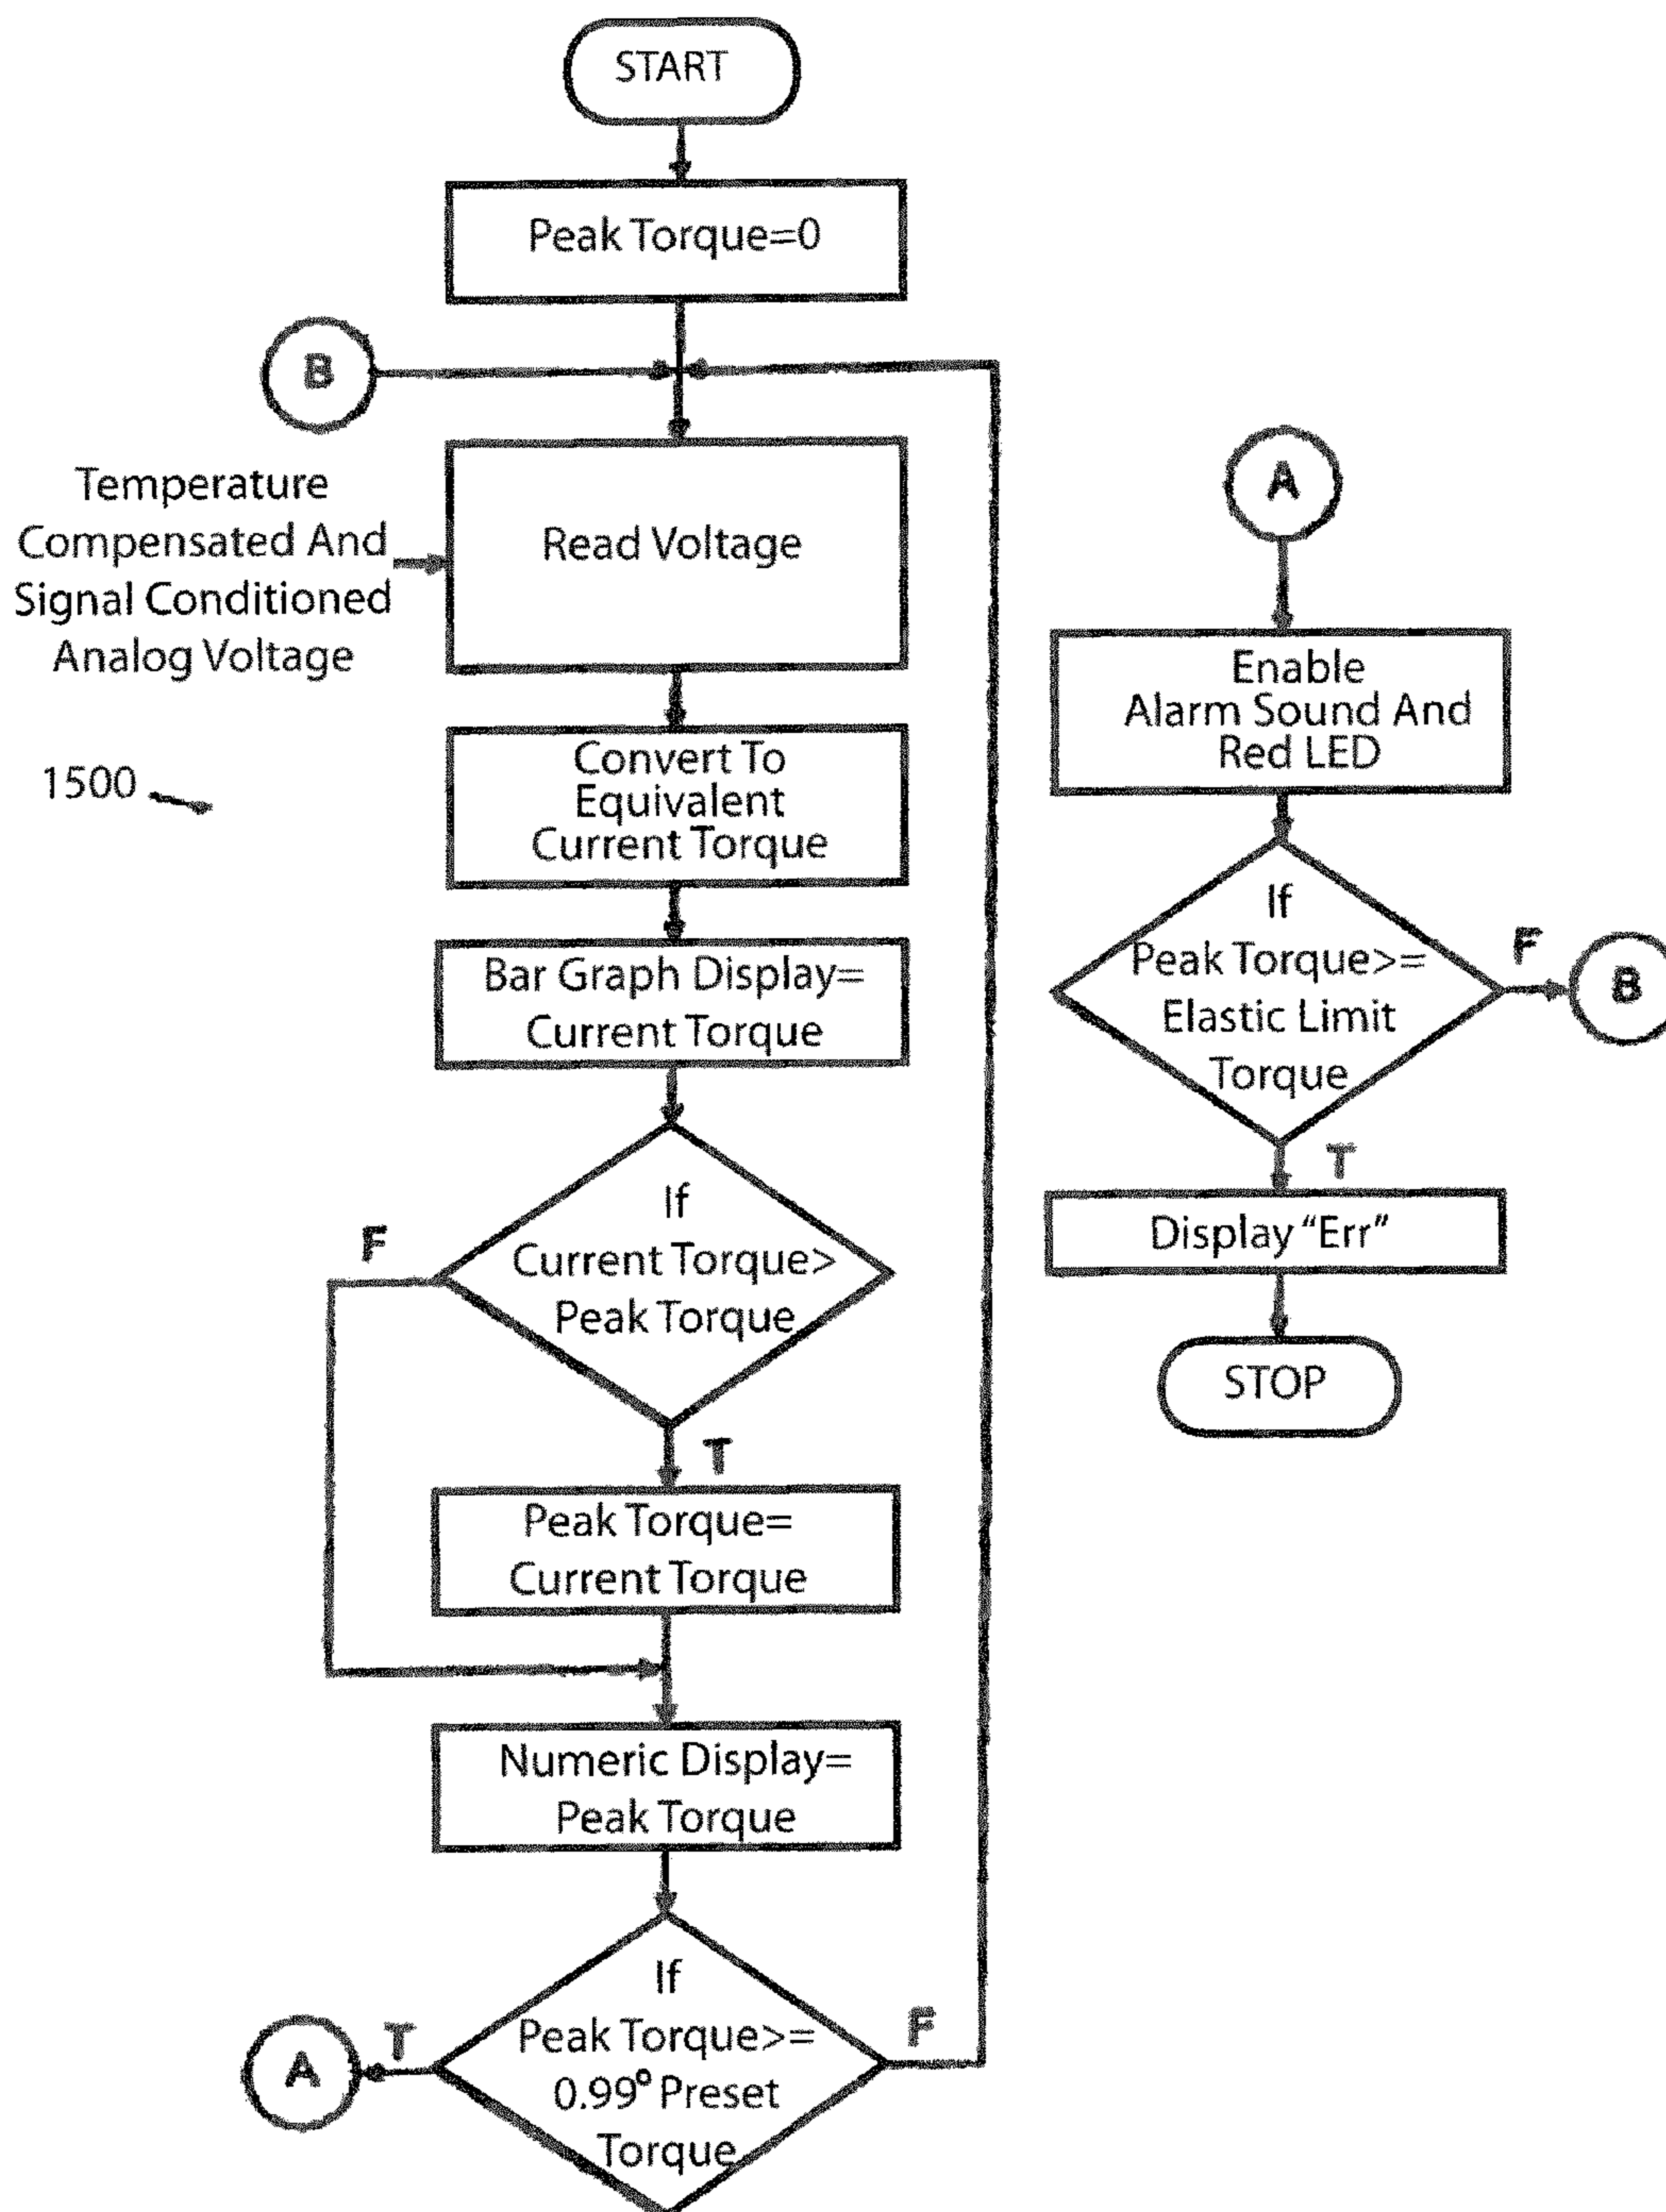 START
Peak Torque=0
B
Temperature
Compensated And
Signal Conditioned
Analog Voltage
Read Voltage
1500
Convert To
Equivalent
Current Torque
Bar Graph Display=
Current Torque
If
Current Torque>
Peak Torque
F
T
Peak Torque=
Current Torque
Numeric Display=
Peak Torque
If
Peak Torque>=
0.99° Preset
Torque
T
A
F
A
Enable
Alarm Sound And
Red LED
If
Peak Torque>=
Elastic Limit
Torque
F
B
T
Display “Err”
STOP